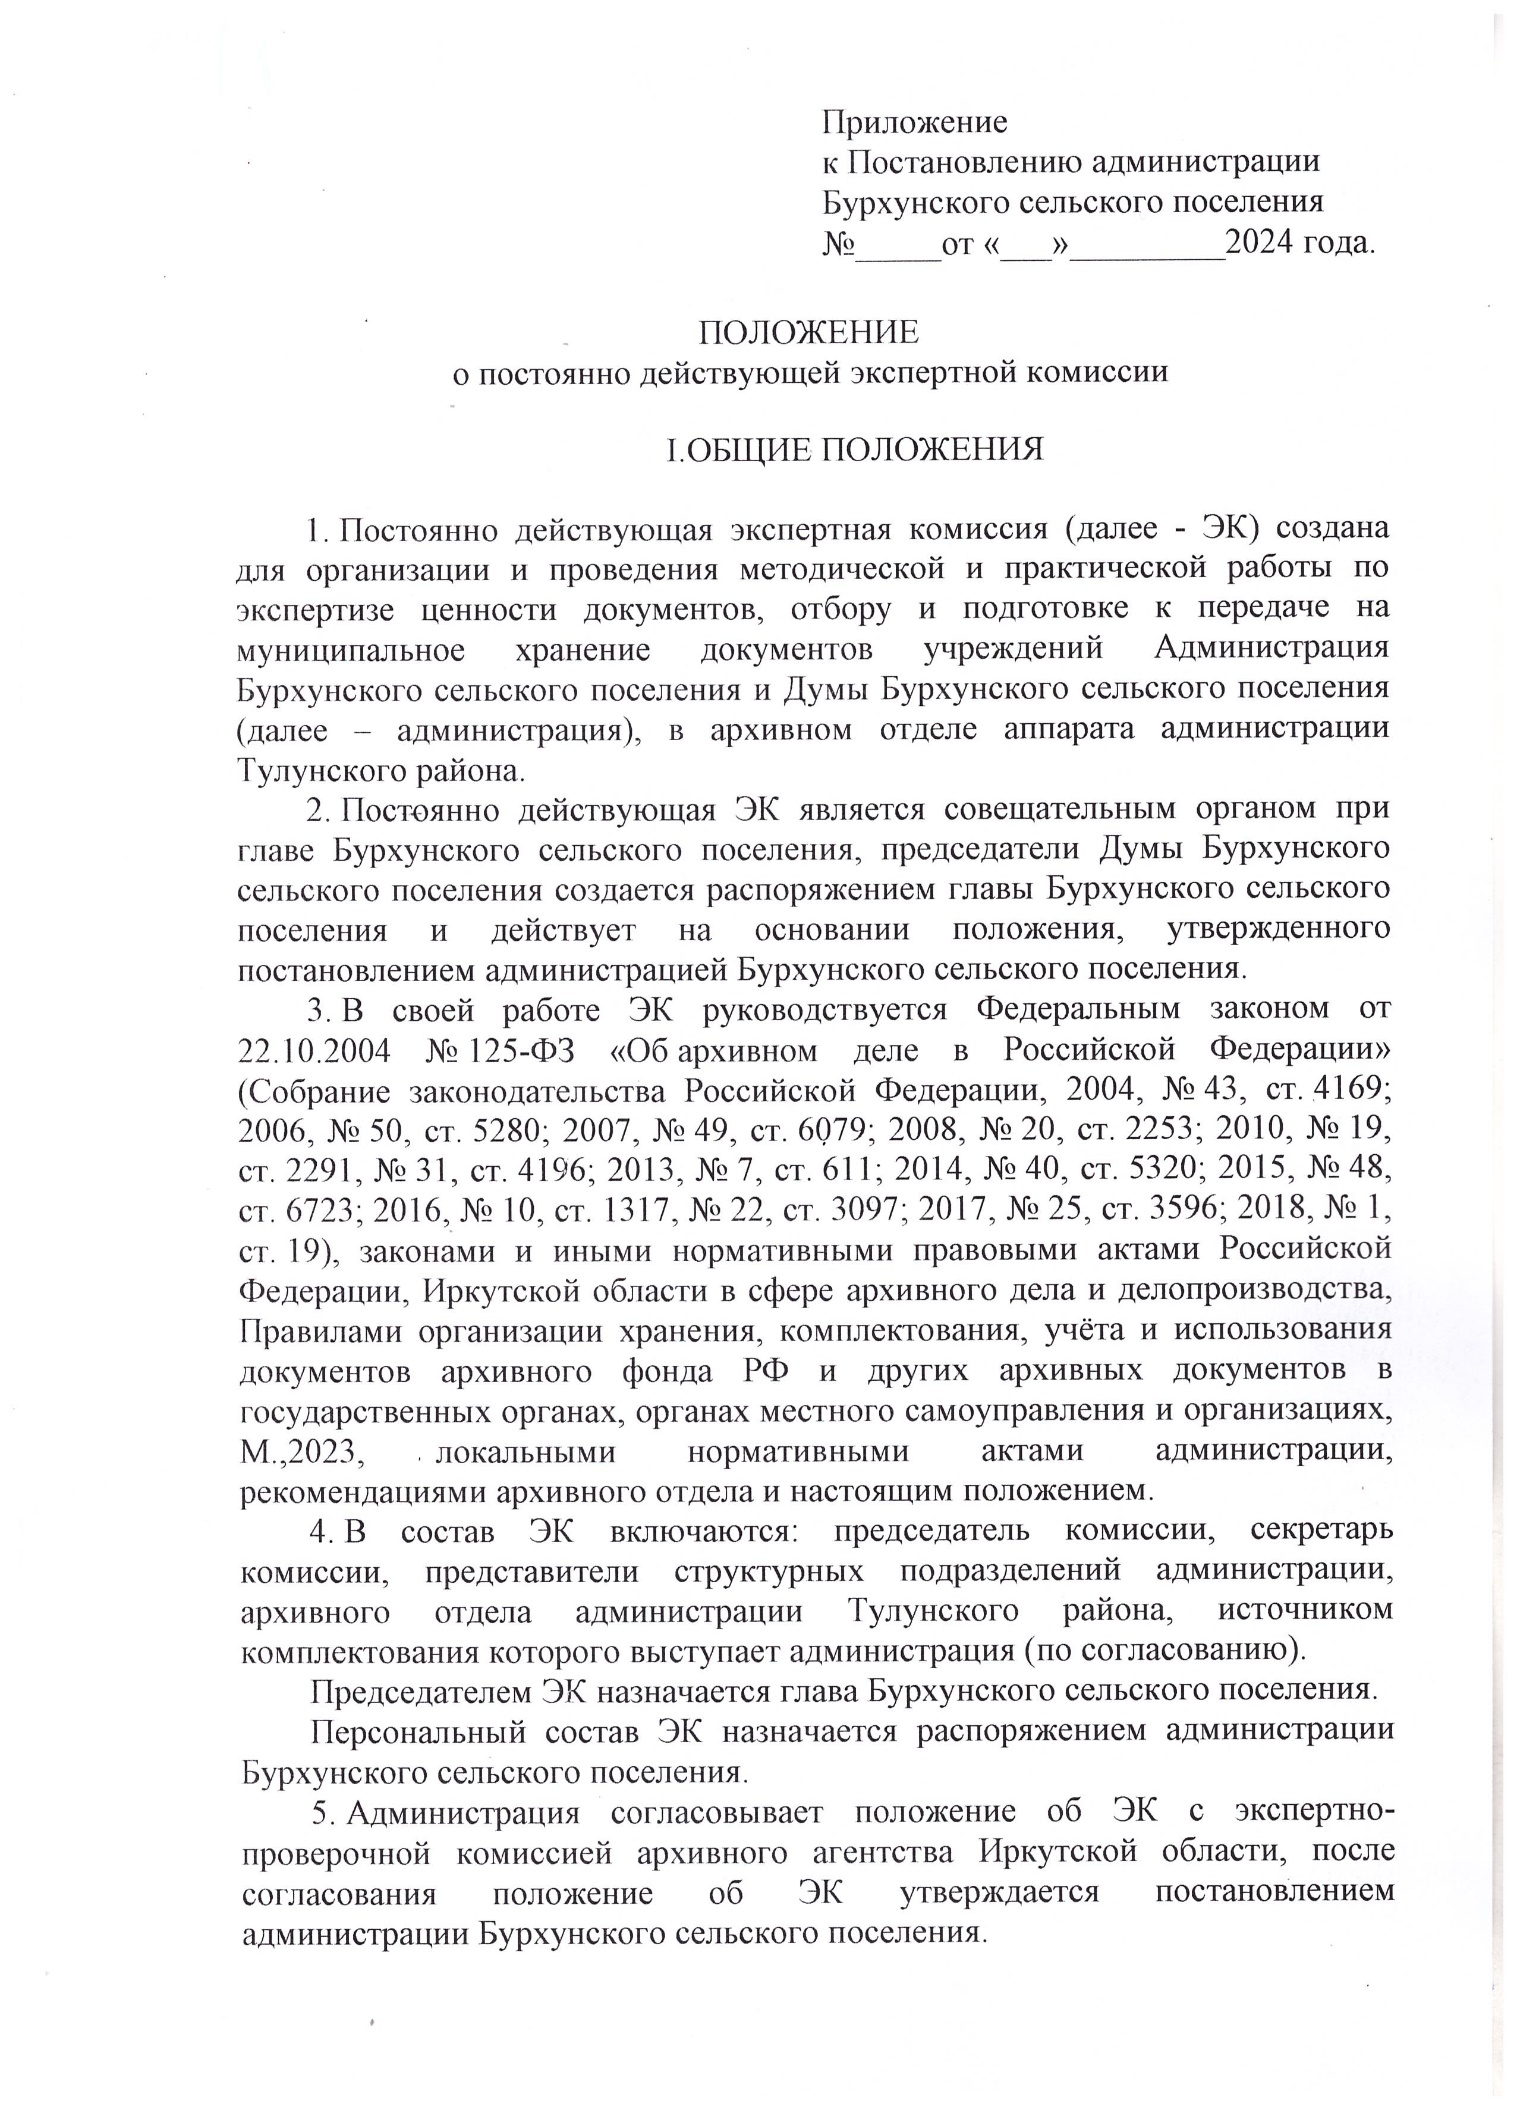 Приложение
к Постановлению администрации
Бурхунского сельского поселения
№_____от «___»_________2024 года.
ПОЛОЖЕНИЕ
о постоянно действующей экспертной комиссии
I.ОБЩИЕ ПОЛОЖЕНИЯ
1. Постоянно действующая экспертная комиссия (далее - ЭК) создана
для организации и проведения методической и практической работы по
экспертизе ценности документов, отбору и подготовке к передаче на
муниципальное хранение документов учреждений Администрация
Бурхунского сельского поселения и Думы Бурхунского сельского поселения
(далее – администрация), в архивном отделе аппарата администрации
Тулунского района.
2. Постоянно действующая ЭК является совещательным органом при
главе Бурхунского сельского поселения, председатели Думы Бурхунского
сельского поселения создается распоряжением главы Бурхунского сельского
поселения и действует на основании положения, утвержденного
постановлением администрацией Бурхунского сельского поселения.
3. В своей работе ЭК руководствуется Федеральным законом от
22.10.2004 № 125-ФЗ «Об архивном деле в Российской Федерации»
(Собрание законодательства Российской Федерации, 2004, № 43, ст. 4169;
2006, № 50, ст. 5280; 2007, № 49, ст. 6079; 2008, № 20, ст. 2253; 2010, № 19,
ст. 2291, № 31, ст. 4196; 2013, № 7, ст. 611; 2014, № 40, ст. 5320; 2015, № 48,
ст. 6723; 2016, № 10, ст. 1317, № 22, ст. 3097; 2017, № 25, ст. 3596; 2018, № 1,
ст. 19), законами и иными нормативными правовыми актами Российской
Федерации, Иркутской области в сфере архивного дела и делопроизводства,
Правилами организации хранения, комплектования, учёта и использования
документов архивного фонда РФ и других архивных документов в
государственных органах, органах местного самоуправления и организациях,
М.,2023, локальными нормативными актами администрации,
рекомендациями архивного отдела и настоящим положением.
4. В состав ЭК включаются: председатель комиссии, секретарь
комиссии, представители структурных подразделений администрации,
архивного отдела администрации Тулунского района, источником
комплектования которого выступает администрация (по согласованию).
Председателем ЭК назначается глава Бурхунского сельского поселения.
Персональный состав ЭК назначается распоряжением администрации
Бурхунского сельского поселения.
5. Администрация согласовывает положение об ЭК с экспертно-
проверочной комиссией архивного агентства Иркутской области, после
согласования положение об ЭК утверждается постановлением
администрации Бурхунского сельского поселения.